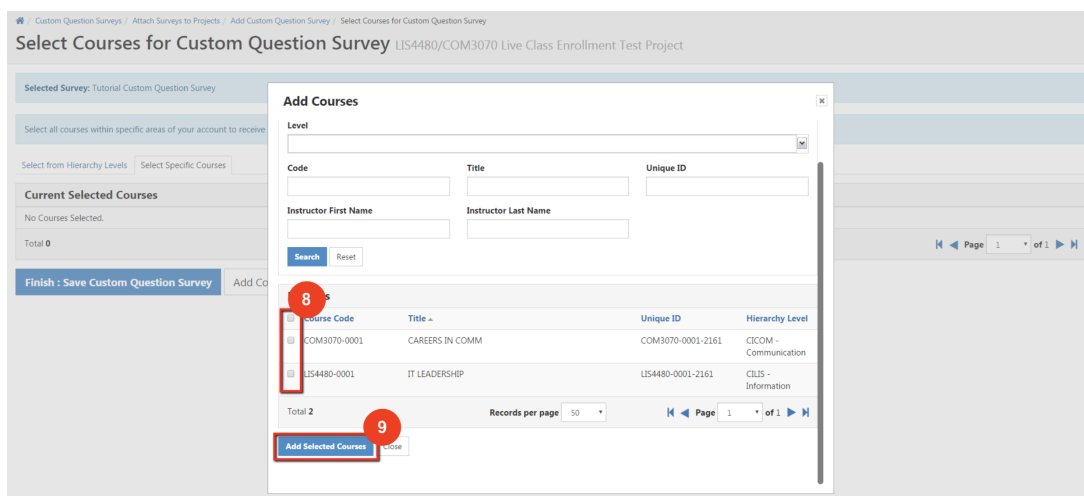 / Custom Question Surveys / Attach Surveys to Projects / Add Custom Question Survey / Select Courses for Custom Question Survey
Select Courses for Custom Question Survey LIS4480/COM3070 Live Class Enrollment Test Project
Selected Survey: Tutorial Custom Question Survey
Select all courses within specific areas of your account to receive
Select from Hierarchy Levels Select Specific Courses
Current Selected Courses
No Courses Selected.
Total 0
Page 1 of 1
Finish : Save Custom Question Survey Add Co
Add Courses
Level
Code Title Unique ID
Instructor First Name Instructor Last Name
Search Reset
8 s
Course Code Title Unique ID Hierarchy Level
COM3070-0001 CAREERS IN COMM COM3070-0001-2161 CICOM -
Communication
LIS4480-0001 IT LEADERSHIP LIS4480-0001-2161 CILIS -
Information
Total 2 Records per page 50 Page 1 of 1
9
Add Selected Courses Close